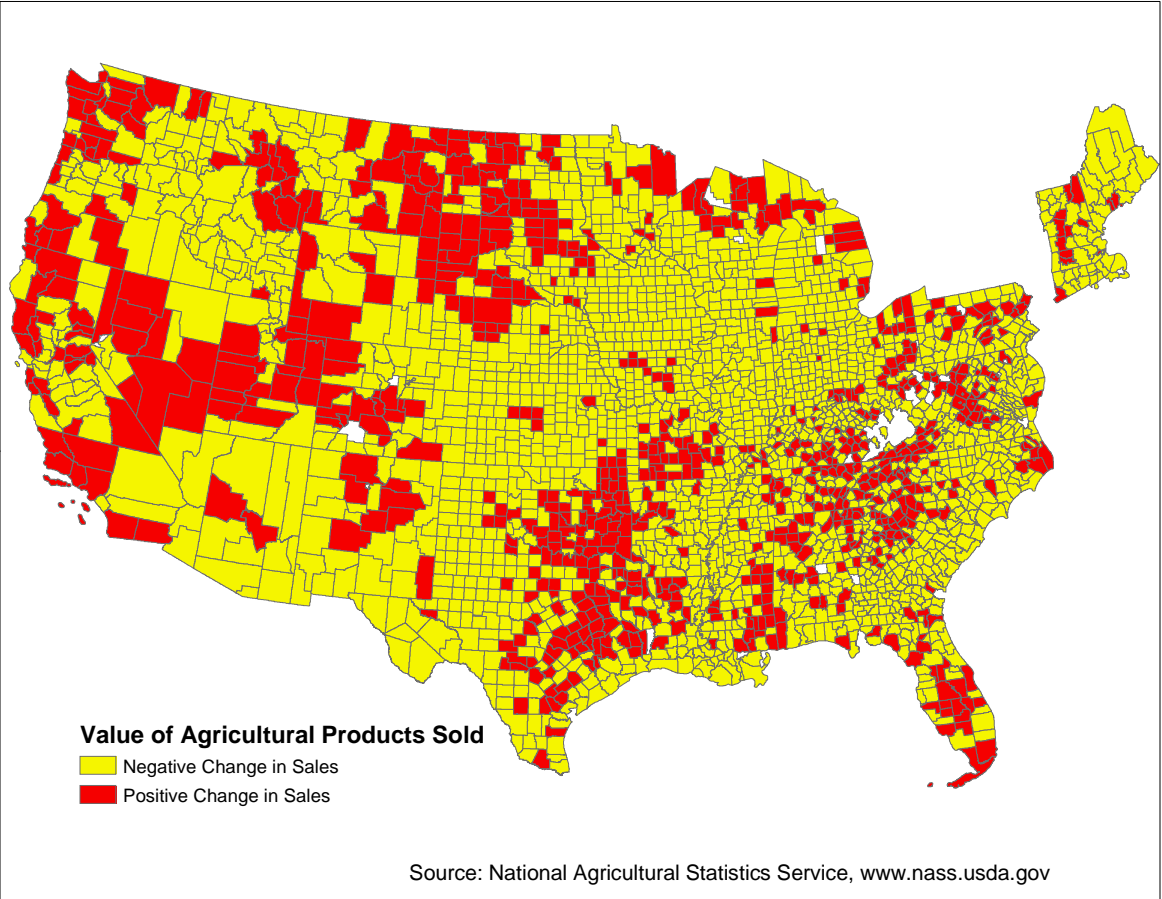 Value of Agricultural Products Sold
Negative Change in Sales
Positive Change in Sales
Source: National Agricultural Statistics Service, www.nass.usda.gov